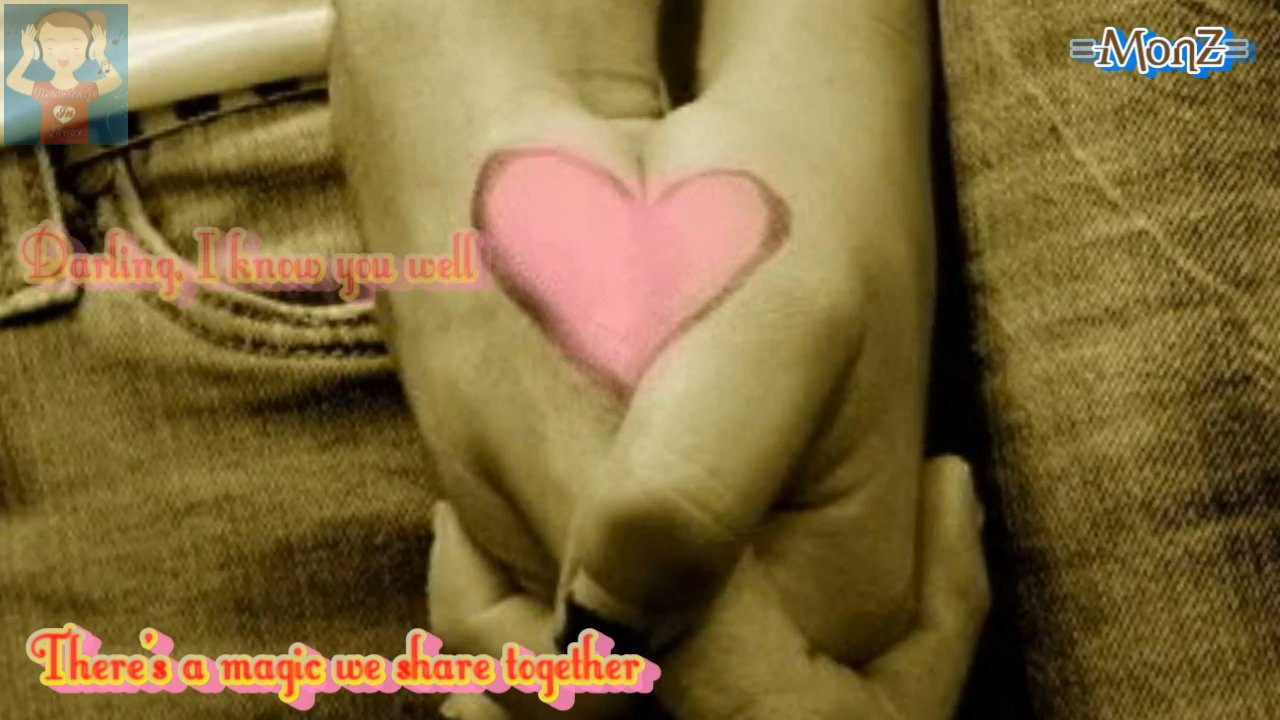 =MonZ=
Darling, I know you well
There's a magic we share together